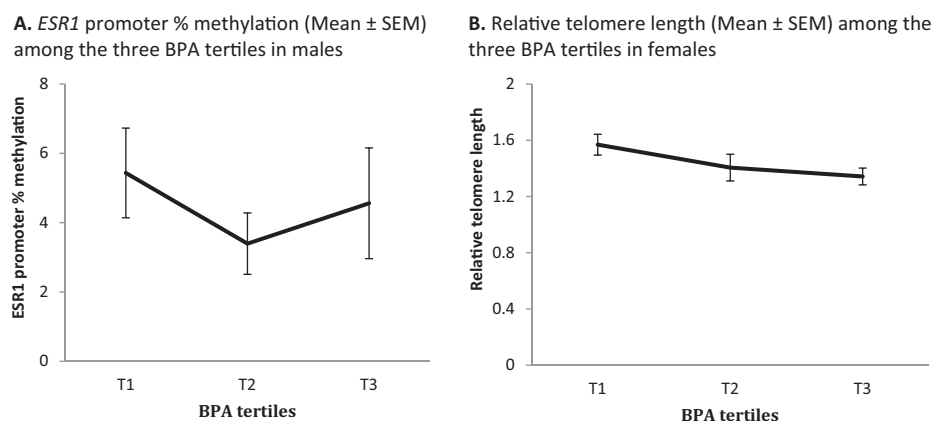 A. ESR1 promoter % methylation (Mean ± SEM)
among the three BPA tertiles in males
8
6
4
2
0
ESR1 promoter % methylation
T1 T2 T3
BPA tertiles
B. Relative telomere length (Mean ± SEM) among the
three BPA tertiles in females
2
1.6
1.2
0.8
0.4
0
Relative telomere length
T1 T2 T3
BPA tertiles